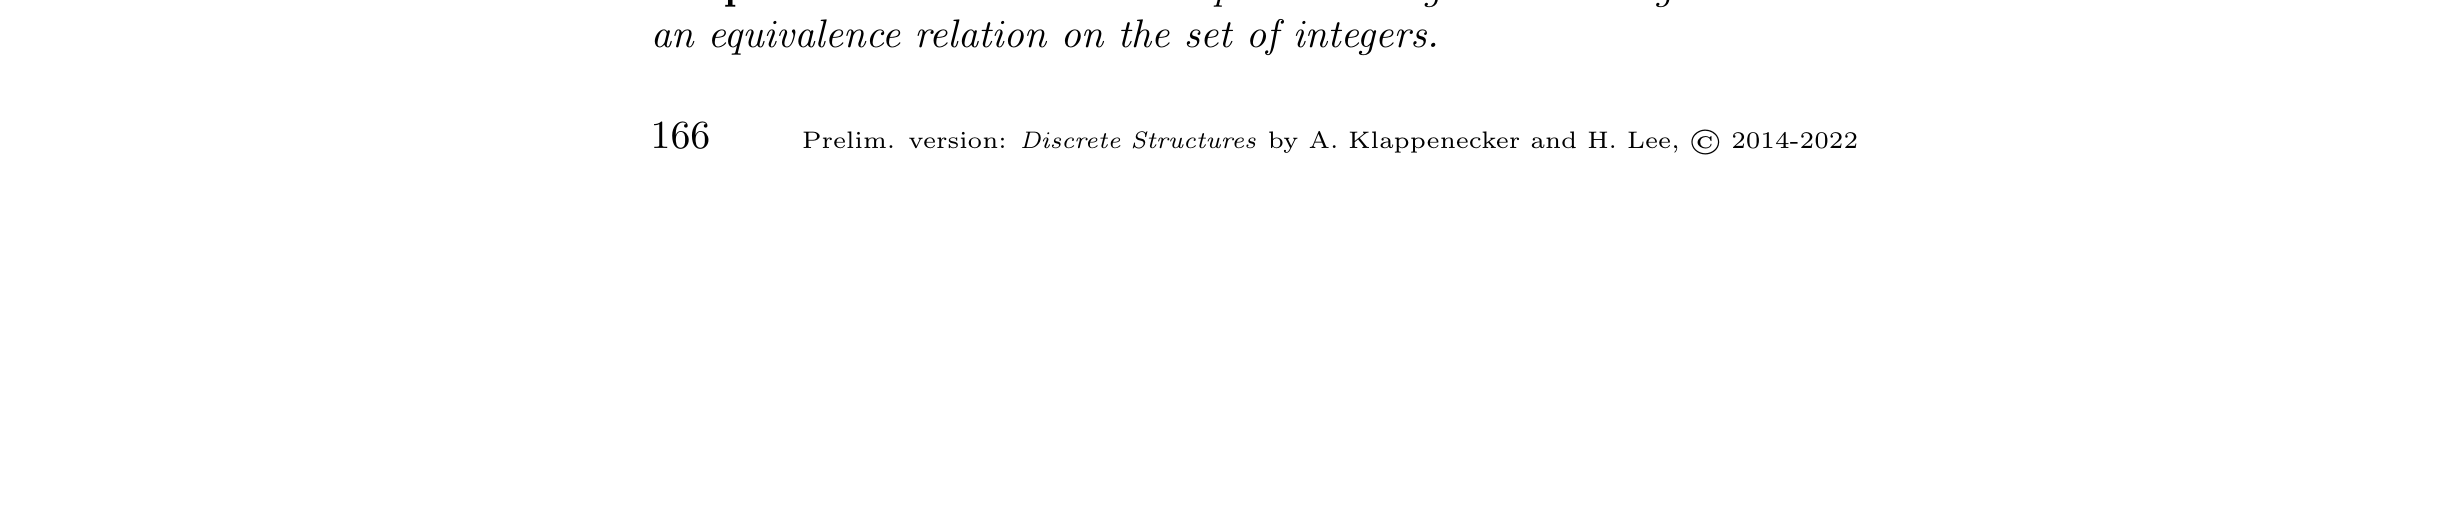 an equivalence relation on the set of integers.
166 Prelim. version: Discrete Structures by A. Klappenecker and H. Lee, © 2014-2022